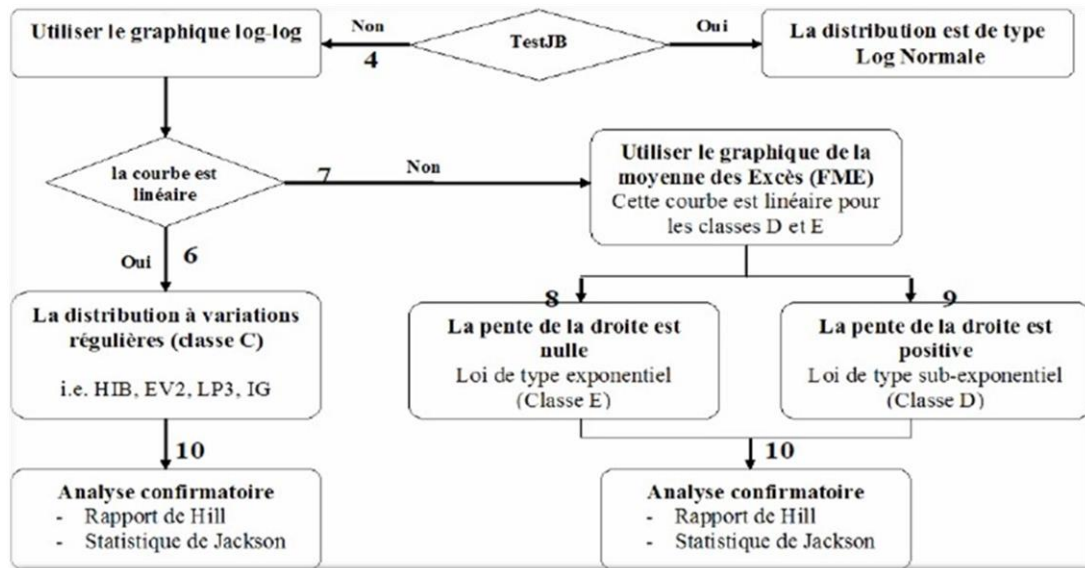 Utiliser le graphique log-log
Non
4
TestJB
Oui
La distribution est de type
Log Normale
la courbe est
linéaire
7
Non
Utiliser le graphique de la
moyenne des Excès (FME)
Cette courbe est linéaire pour
les classes D et E
Oui
6
La distribution à variations
régulières (classe C)
i.e. HIB, EV2, LP3, IG
8
La pente de la droite est
nulle
Loi de type exponentiel
(Classe E)
9
La pente de la droite est
positive
Loi de type sub-exponentiel
(Classe D)
10
Analyse confirmatoire
- Rapport de Hill
- Statistique de Jackson
10
Analyse confirmatoire
- Rapport de Hill
- Statistique de Jackson